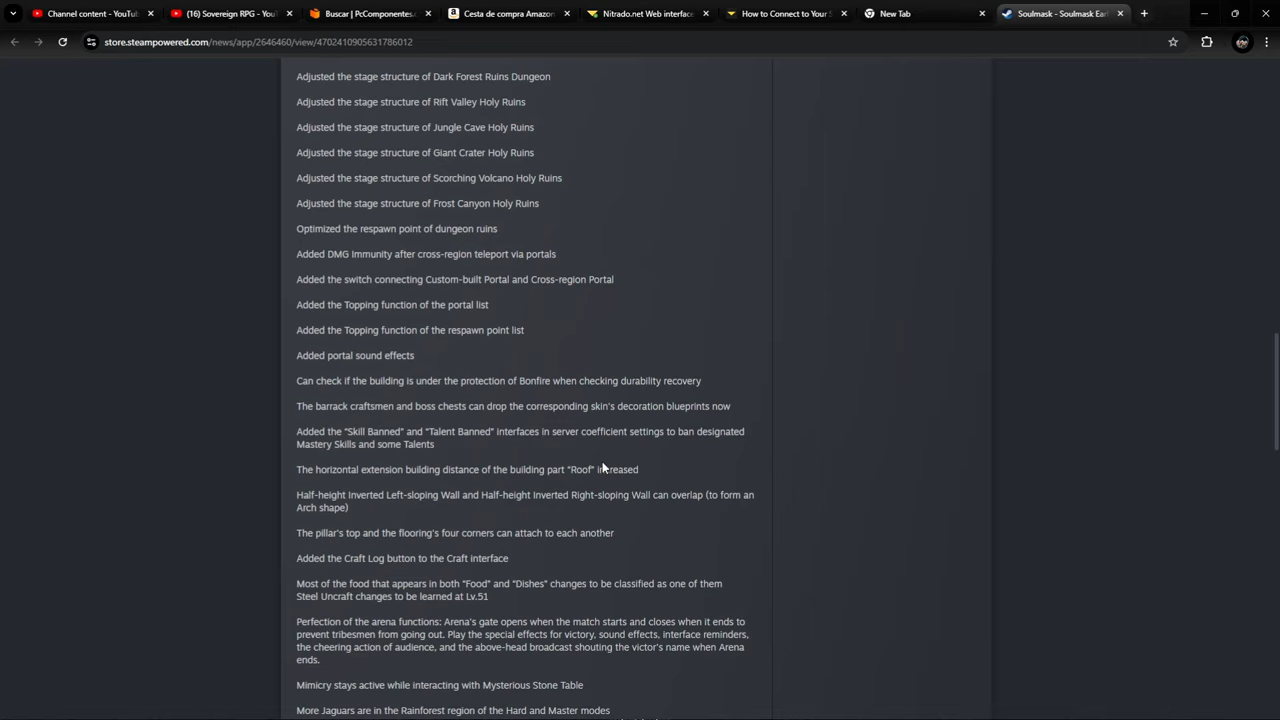 Channel content - YouTu
(16) Sovereign RPG - You
Buscar | PcComponentes.c
Cesta de compra Amazon
Nitrado.net Web interface
How to Connect to Your S
New Tab
Soulmask - Soulmask Earl
store.steampowered.com/news/app/2646460/view/4702410905631786012
Adjusted the stage structure of Dark Forest Ruins Dungeon
Adjusted the stage structure of Rift Valley Holy Ruins
Adjusted the stage structure of Jungle Cave Holy Ruins
Adjusted the stage structure of Giant Crater Holy Ruins
Adjusted the stage structure of Scorching Volcano Holy Ruins
Adjusted the stage structure of Frost Canyon Holy Ruins
Optimized the respawn point of dungeon ruins
Added DMG Immunity after cross-region teleport via portals
Added the switch connecting Custom-built Portal and Cross-region Portal
Added the Topping function of the portal list
Added the Topping function of the respawn point list
Added portal sound effects
Can check if the building is under the protection of Bonfire when checking durability recovery
The barrack craftsmen and boss chests can drop the corresponding skin's decoration blueprints now
Added the "Skill Banned" and "Talent Banned" interfaces in server coefficient settings to ban designated
Mastery Skills and some Talents
The horizontal extension building distance of the building part "Roof" increased
Half-height Inverted Left-sloping Wall and Half-height Inverted Right-sloping Wall can overlap (to form an
Arch shape)
The pillar's top and the flooring's four corners can attach to each another
Added the Craft Log button to the Craft interface
Most of the food that appears in both "Food" and "Dishes" changes to be classified as one of them
Steel Uncraft changes to be learned at Lv.51
Perfection of the arena functions: Arena's gate opens when the match starts and closes when it ends to
prevent tribesmen from going out. Play the special effects for victory, sound effects, interface reminders,
the cheering action of audience, and the above-head broadcast shouting the victor's name when Arena
ends.
Mimicry stays active while interacting with Mysterious Stone Table
More Jaguars are in the Rainforest region of the Hard and Master modes